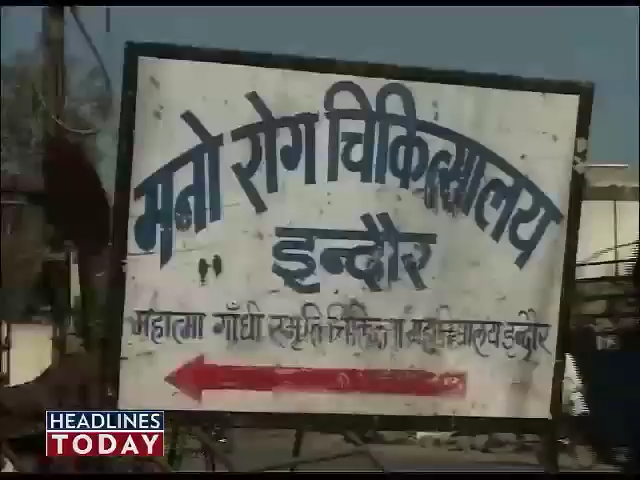 मनो रोग चिकित्सालय
इन्दौर
महात्मा गाँधी स्मृति चिकित्सा महाविद्यालय इन्दौर
HEADLINES
TODAY